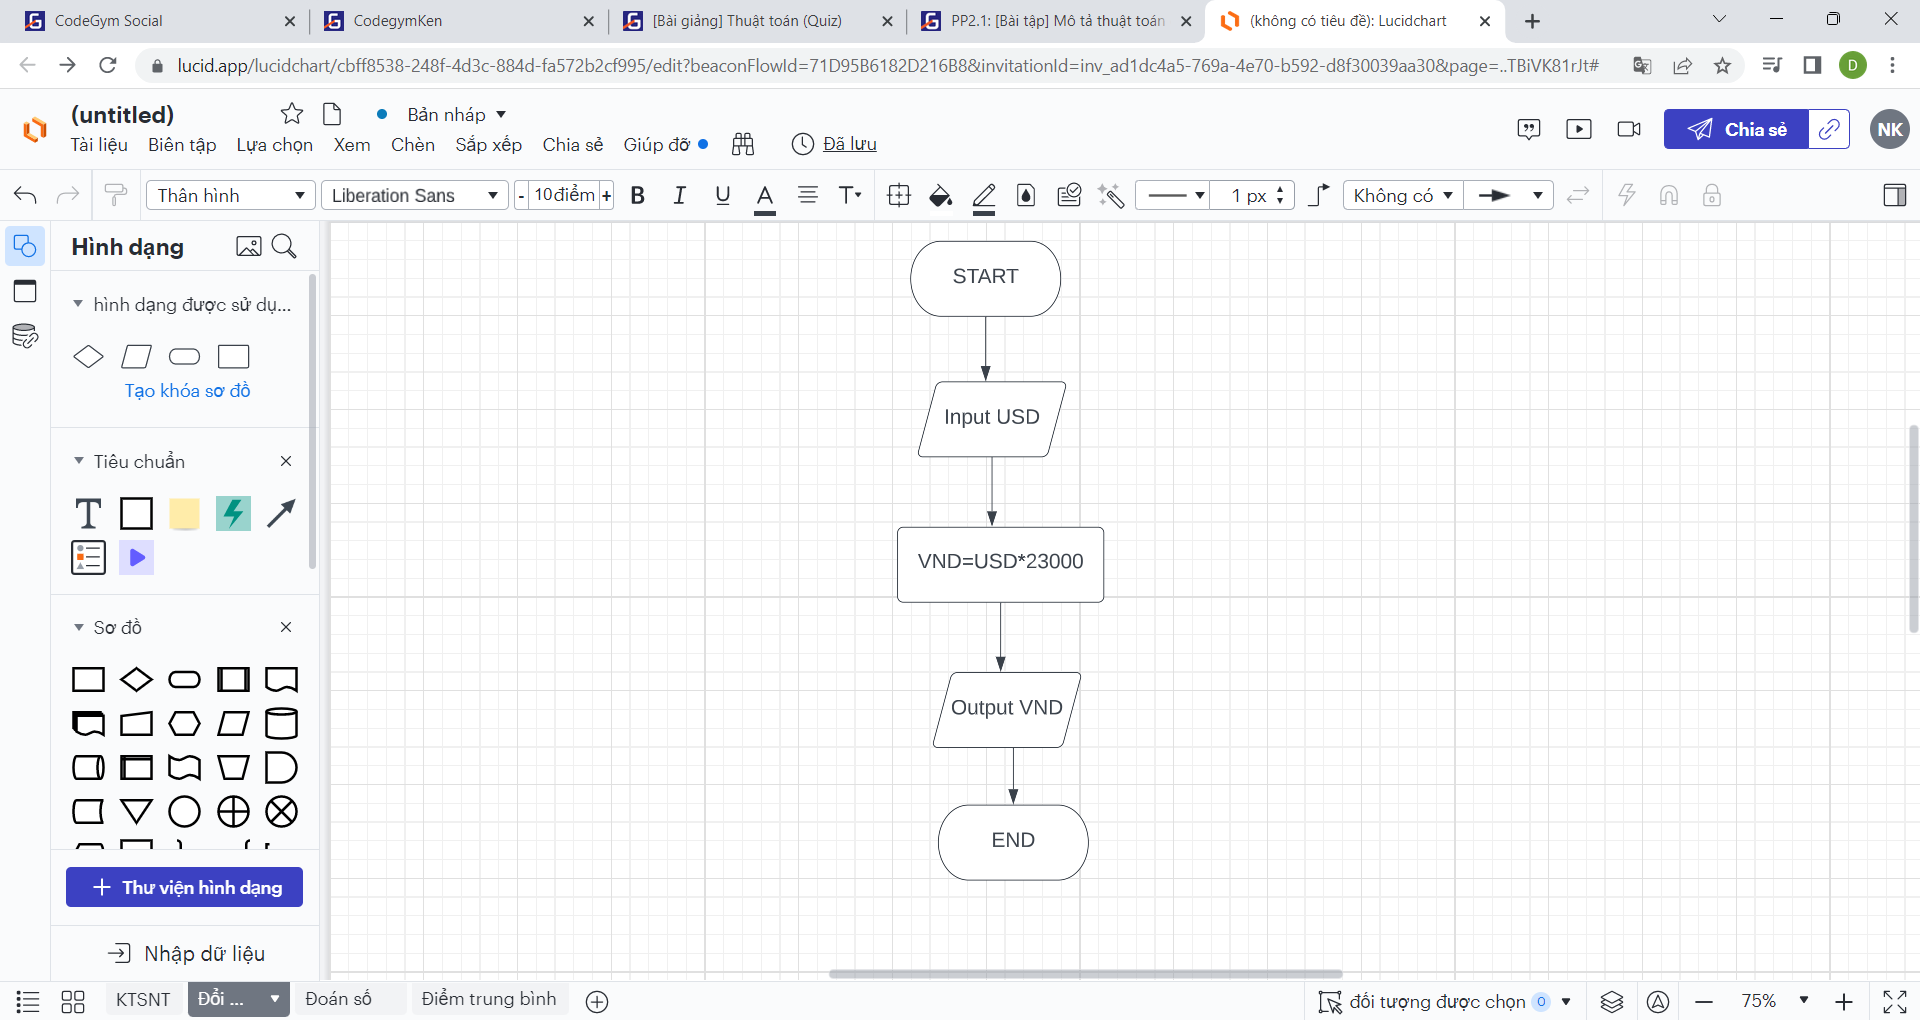 CodeGym Social
CodegymKen
[Bài giảng] Thuật toán (Quiz)
PP2.1: [Bài tập] Mô tả thuật toán
(không có tiêu đề): Lucidchart
lucid.app/lucidchart/cbff8538-248f-4d3c-884d-fa572b2cf995/edit?beaconFlowId=71D95B6182D216B8&invitationId=inv_ad1dc4a5-769a-4e70-b592-d8f30039aa30&page=..TBiVK81rJt#
D
(untitled)
Bản nháp
Tài liệu Biên tập Lựa chọn Xem Chèn Sắp xếp Chia sẻ Giúp đỡ
Đã lưu
Chia sẻ
NK
Thân hình
Liberation Sans
- 10điểm +
B I U A T
1 px
Không có
Hình dạng
hình dạng được sử dụ...
Tạo khóa sơ đồ
Tiêu chuẩn
T
Sơ đồ
+ Thư viện hình dạng
Nhập dữ liệu
START
Input USD
VND=USD*23000
Output VND
END
KTSNT
Đổi ...
Đoán số
Điểm trung bình
đối tượng được chọn 0
75%